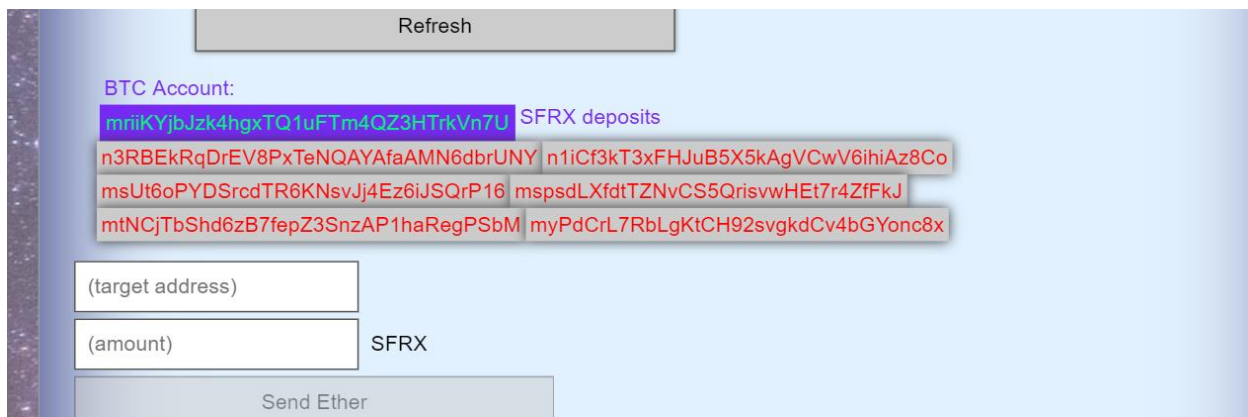 Refresh
BTC Account:
mriiKYjbJzk4hgxTQ1uFTm4QZ3HTrkVn7U SFRX deposits
n3RBEkRqDrEV8PxTeNQAYAfaAMN6dbrUNY n1iCf3kT3xFHJuB5X5kAgVCwV6ihiAz8Co
msUt6oPYDSrcdTR6KNsvJj4Ez6iJSQrP16 mspsdLXfdtTZNvCS5QrisvwHEt7r4ZfFkJ
mtNCjTbShd6zB7fepZ3SnzAP1haRegPSbM myPdCrL7RbLgKtCH92svgkdCv4bGYonc8x
(target address)
(amount) SFRX
Send Ether